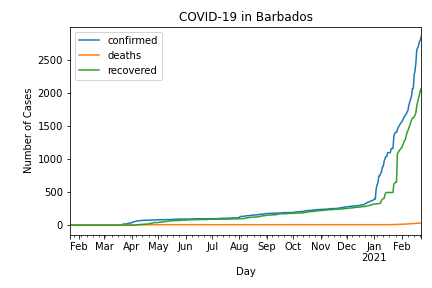 COVID-19 in Barbados
confirmed
deaths
recovered
Number of Cases
2500
2000
1500
1000
500
0
Feb Mar Apr May Jun Jul Aug Sep Oct Nov Dec Jan Feb
2021
Day